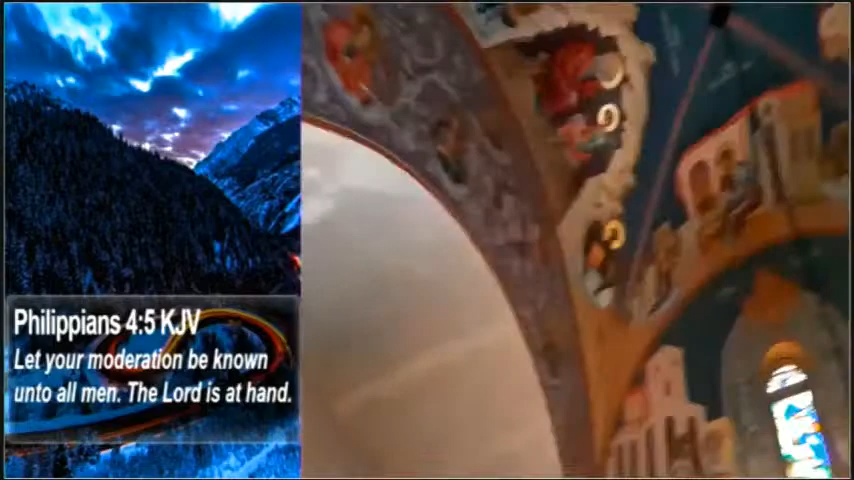 Philippians 4:5 KJV
Let your moderation be known
unto all men. The Lord is at hand.